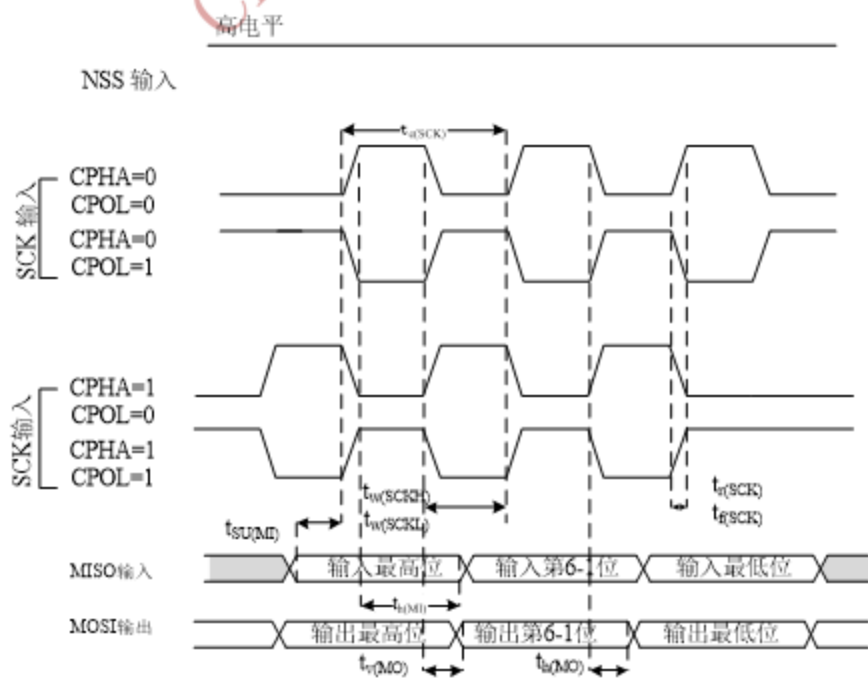 高电平
NSS 输入
tc(SCK)
SCK 输入
CPHA=0
CPOL=0
CPHA=0
CPOL=1
SCK输入
CPHA=1
CPOL=0
CPHA=1
CPOL=1
tw(SCKH)
tw(SCKL)
tr(SCK)
tf(SCK)
tSU(MI)
MISO输入
输入最高位
输入第6-1位
输入最低位
th(MI)
MOSI输出
输出最高位
输出第6-1位
输出最低位
tv(MO)
th(MO)